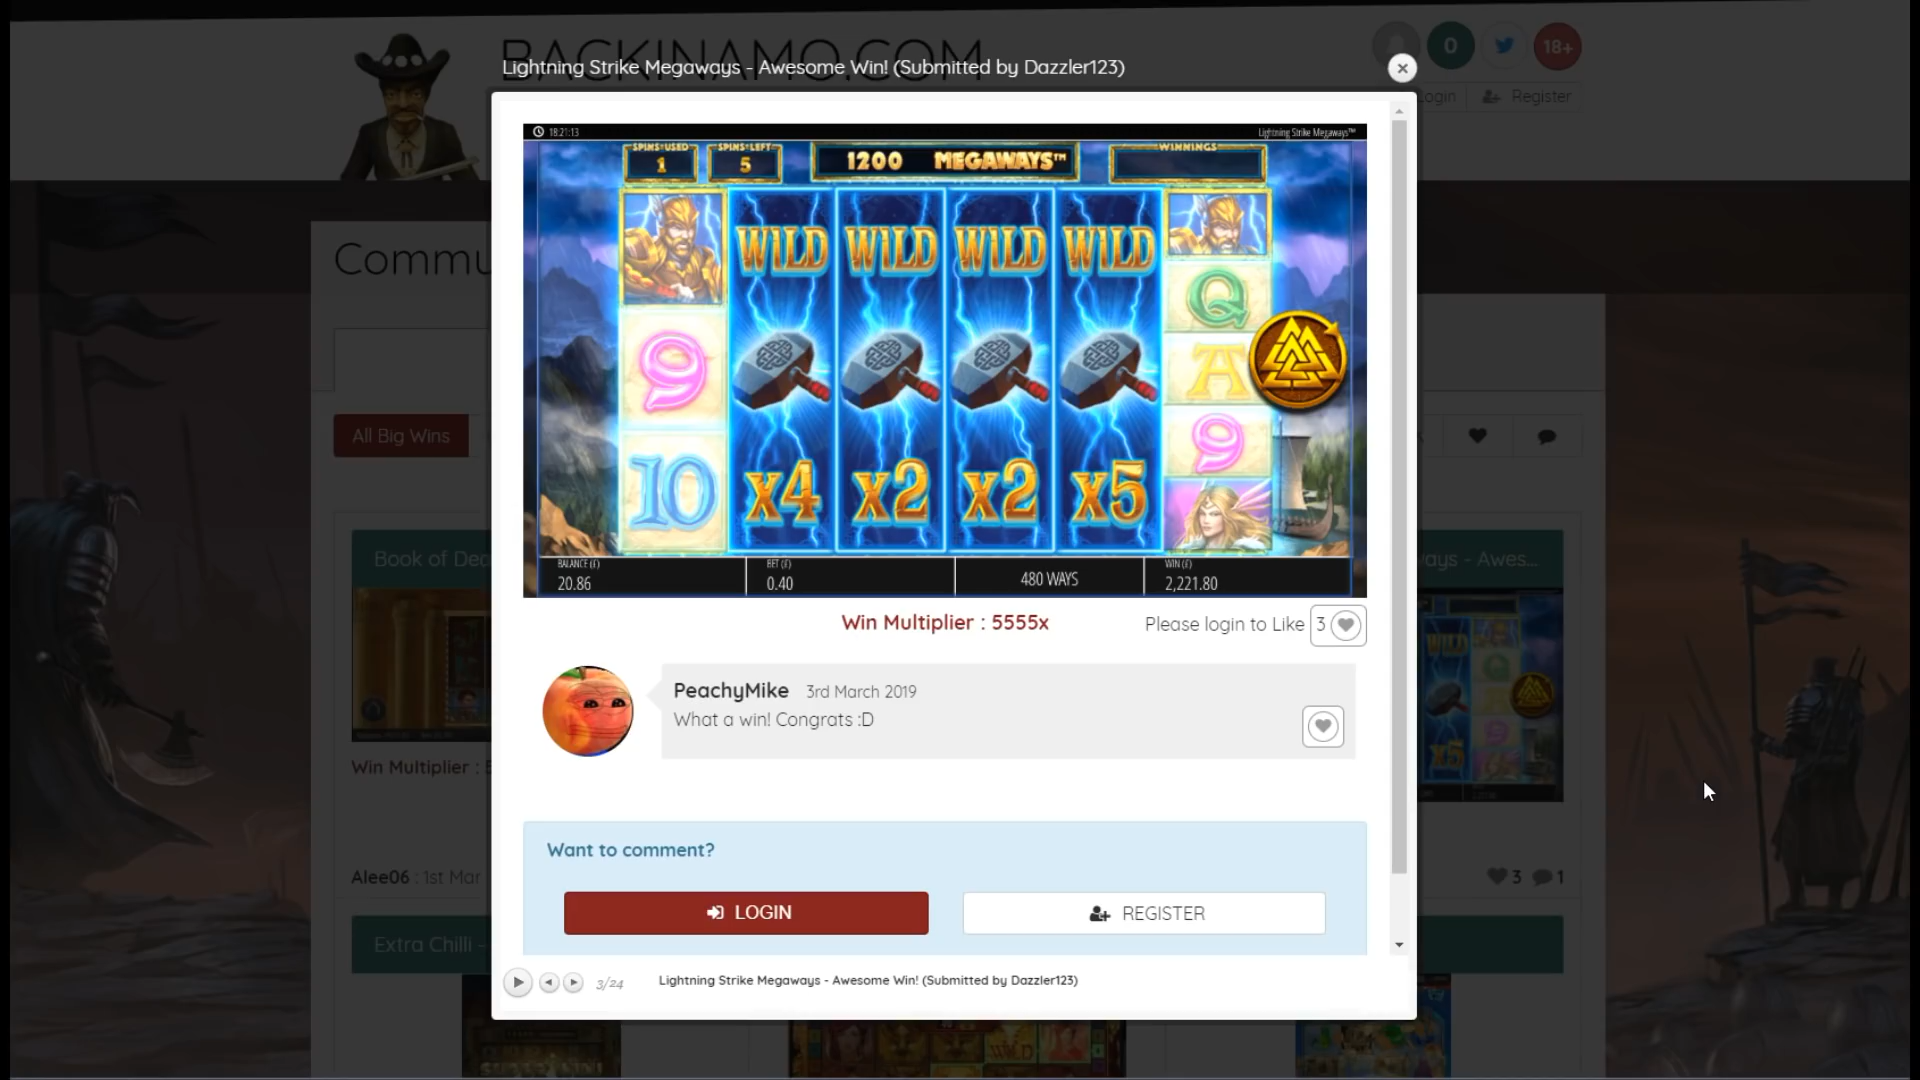 BACKINAMO.COM
0
18+
Login
Register
Lightning Strike Megaways - Awesome Win! (Submitted by Dazzler123)
18:21:13
Lightning Strike Megaways™
SPINS USED
1
SPINS LEFT
5
1200 MEGAWAYS™
WINNINGS
WILD WILD WILD WILD
9
10
x4 x2 x2 x5
Q
A
9
BALANCE (£)
20.86
BET (£)
0.40
480 WAYS
WIN (£)
2,221.80
Win Multiplier : 5555x
Please login to Like 3
PeachyMike 3rd March 2019
What a win! Congrats :D
Want to comment?
LOGIN
REGISTER
3/24
Lightning Strike Megaways - Awesome Win! (Submitted by Dazzler123)
Commu
All Big Wins
Book of Dea
Win Multiplier :
Alee06 : 1st Mar
Extra Chilli -
ways - Awes...
WILD
x5
3 1